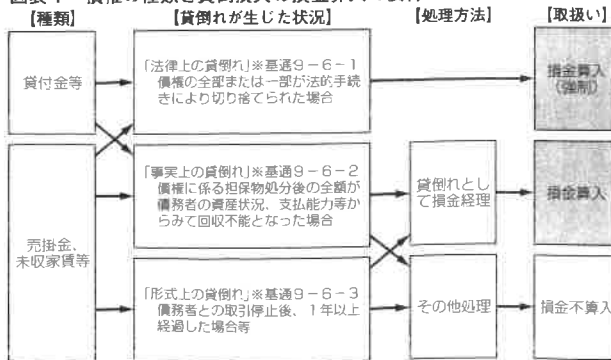 【種類】
【貸倒れが生じた状況】
【処理方法】
【取扱い】
貸付金等
「法律上の貸倒れ」※基通9-6-1
債権の全部または一部が法的手続
きにより切り捨てられた場合
損金算入
(強制)
「事実上の貸倒れ」※基通9-6-2
債権に係る担保物処分後の全額が
債務者の資産状況、支払能力等か
らみて回収不能となった場合
貸倒れとし
て損金経理
損金算入
売掛金、
未収家賃等
「形式上の貸倒れ」※基通9-6-3
債務者との取引停止後、1年以上
経過した場合等
その他処理
損金不算入